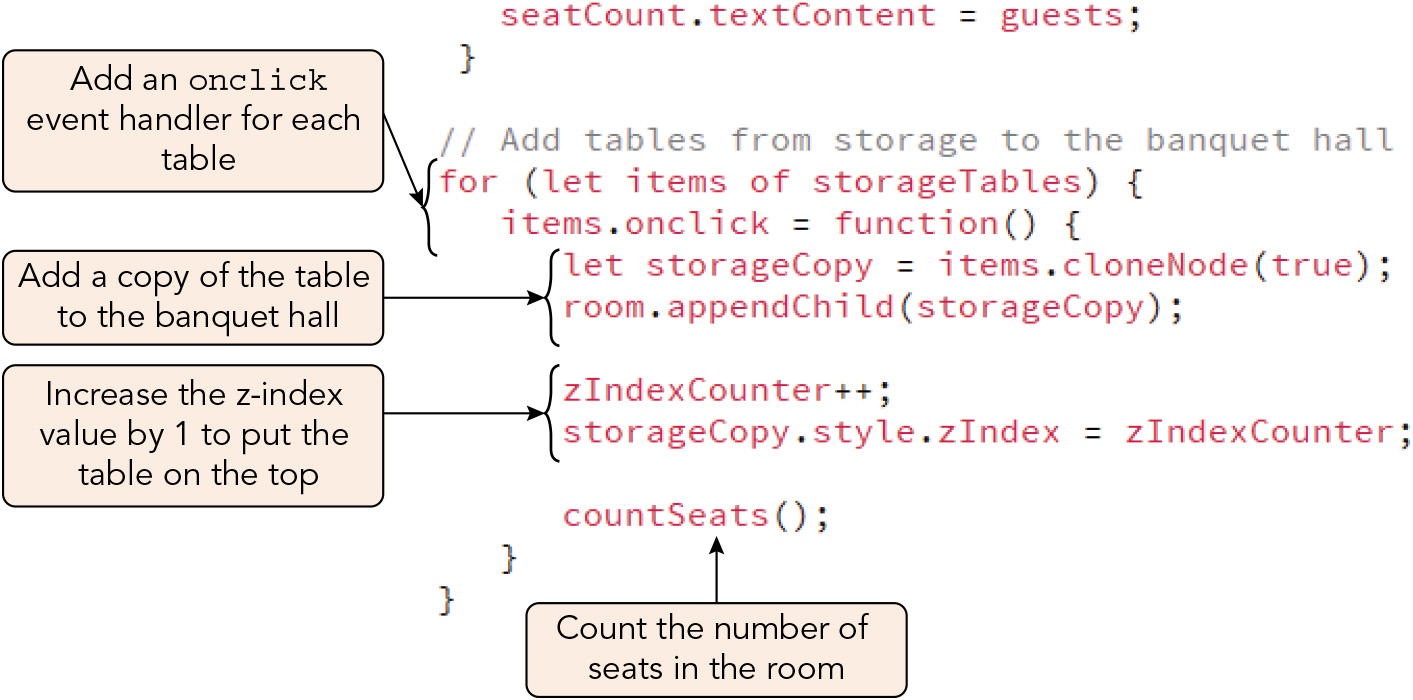 seatCount.textContent = guests;
}
Add an onclick
event handler for each
table
// Add tables from storage to the banquet hall
for (let items of storageTables) {
items.onclick = function() {
Add a copy of the table
to the banquet hall
let storageCopy = items.cloneNode(true);
room.appendChild(storageCopy);
Increase the z-index
value by 1 to put the
table on the top
zIndexCounter++;
storageCopy.style.zIndex = zIndexCounter;
countSeats();
}
}
Count the number of
seats in the room